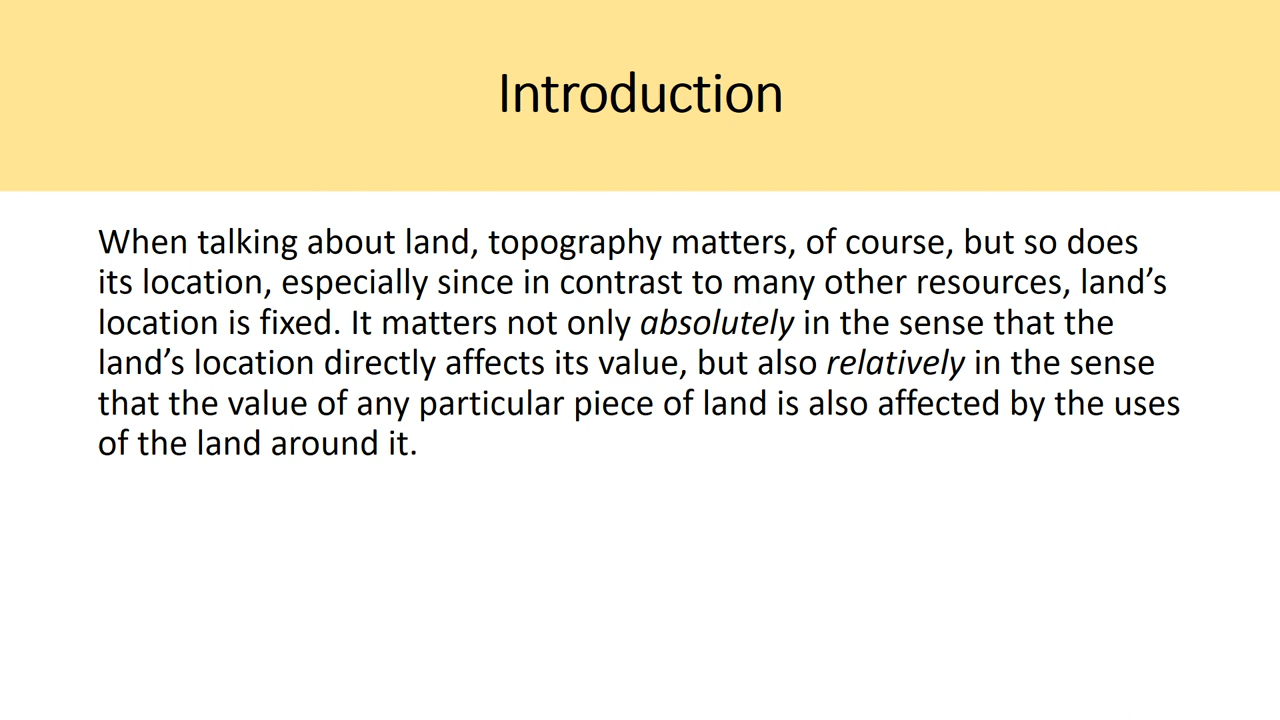 Introduction
When talking about land, topography matters, of course, but so does
its location, especially since in contrast to many other resources, land’s
location is fixed. It matters not only absolutely in the sense that the
land’s location directly affects its value, but also relatively in the sense
that the value of any particular piece of land is also affected by the uses
of the land around it.